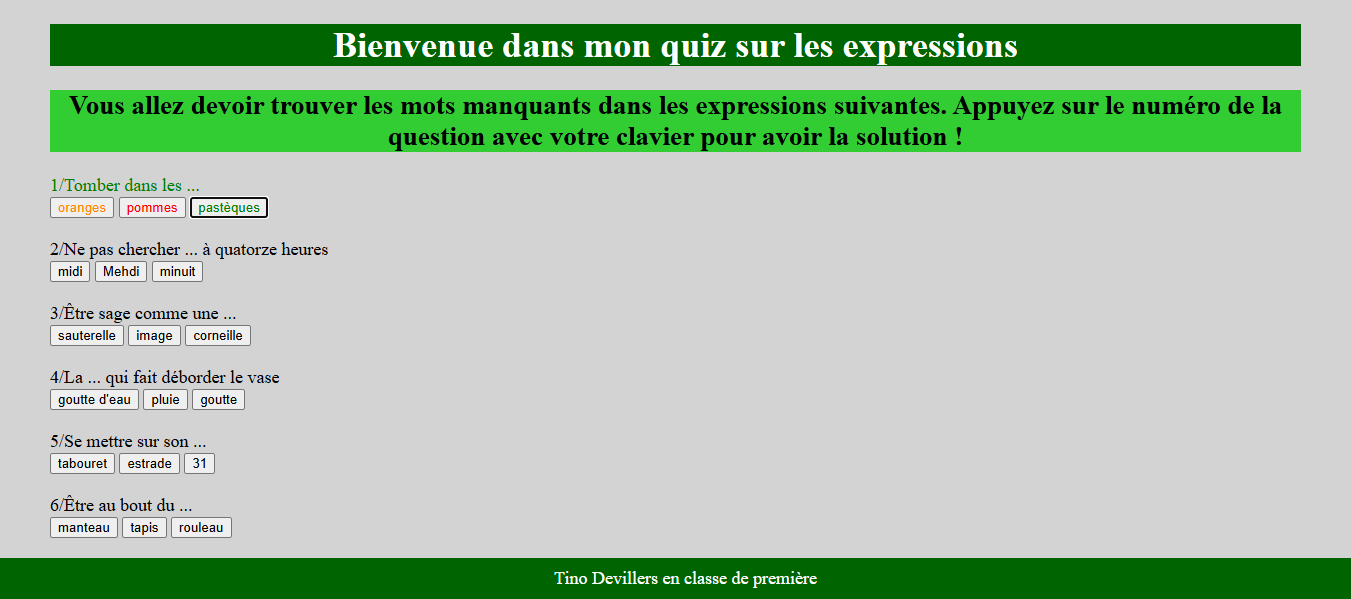 Bienvenue dans mon quiz sur les expressions
Vous allez devoir trouver les mots manquants dans les expressions suivantes. Appuyez sur le numéro de la
question avec votre clavier pour avoir la solution !
1/Tomber dans les ...
oranges pommes pastèques
2/Ne pas chercher ... à quatorze heures
midi Mehdi minuit
3/Être sage comme une ...
sauterelle image corneille
4/La ... qui fait déborder le vase
goutte d'eau pluie goutte
5/Se mettre sur son ...
tabouret estrade 31
6/Être au bout du ...
manteau tapis rouleau
Tino Devillers en classe de première